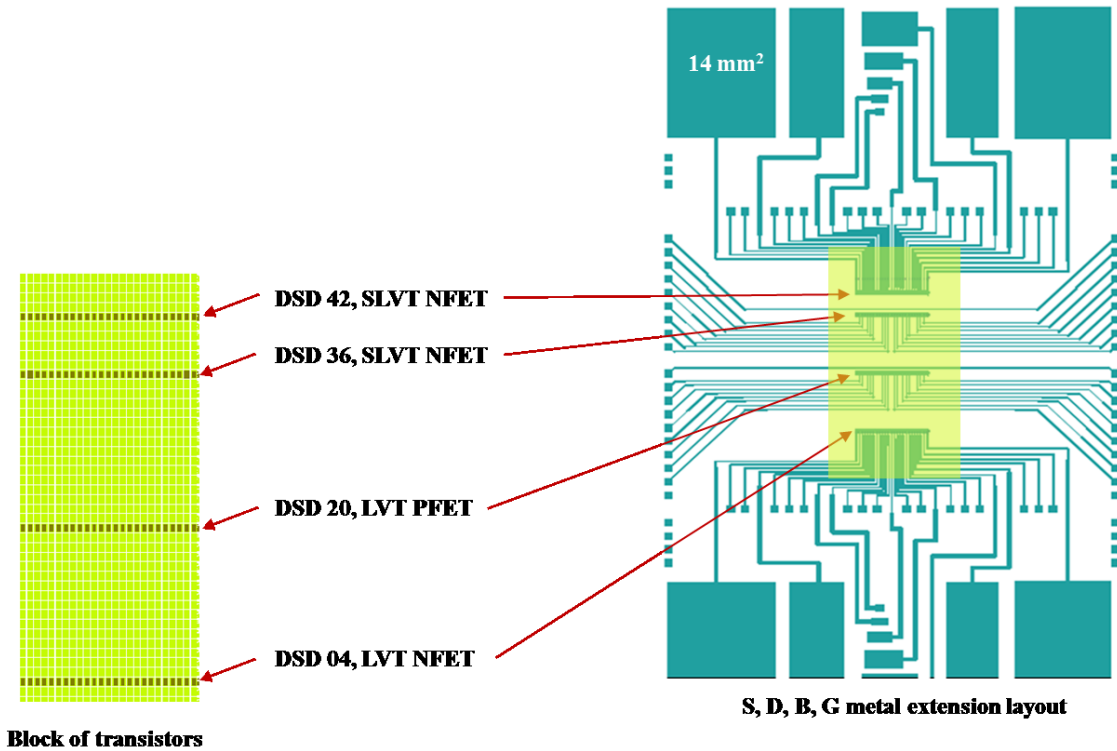 14 mm²
DSD 42, SLVT NFET
DSD 36, SLVT NFET
DSD 20, LVT PFET
DSD 04, LVT NFET
S, D, B, G metal extension layout
Block of transistors